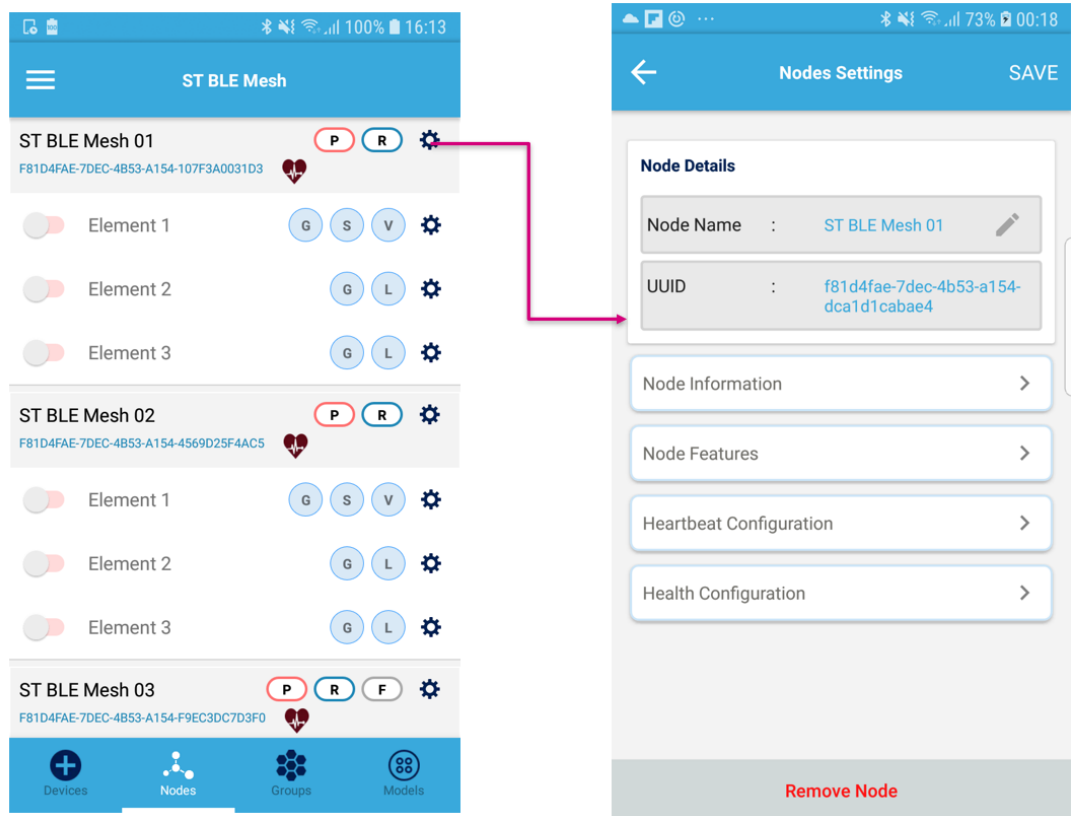 100% 16:13
ST BLE Mesh
ST BLE Mesh 01 P R
F81D4FAE-7DEC-4B53-A154-107F3A0031D3
Element 1 G S V
Element 2 G L
Element 3 G L
ST BLE Mesh 02 P R
F81D4FAE-7DEC-4B53-A154-4569D25F4AC5
Element 1 G S V
Element 2 G L
Element 3 G L
ST BLE Mesh 03 P R F
F81D4FAE-7DEC-4B53-A154-F9EC3DC7D3F0
Devices Nodes Groups Models
73% 00:18
Nodes Settings SAVE
Node Details
Node Name : ST BLE Mesh 01
UUID : f81d4fae-7dec-4b53-a154-
dca1d1cabae4
Node Information
Node Features
Heartbeat Configuration
Health Configuration
Remove Node